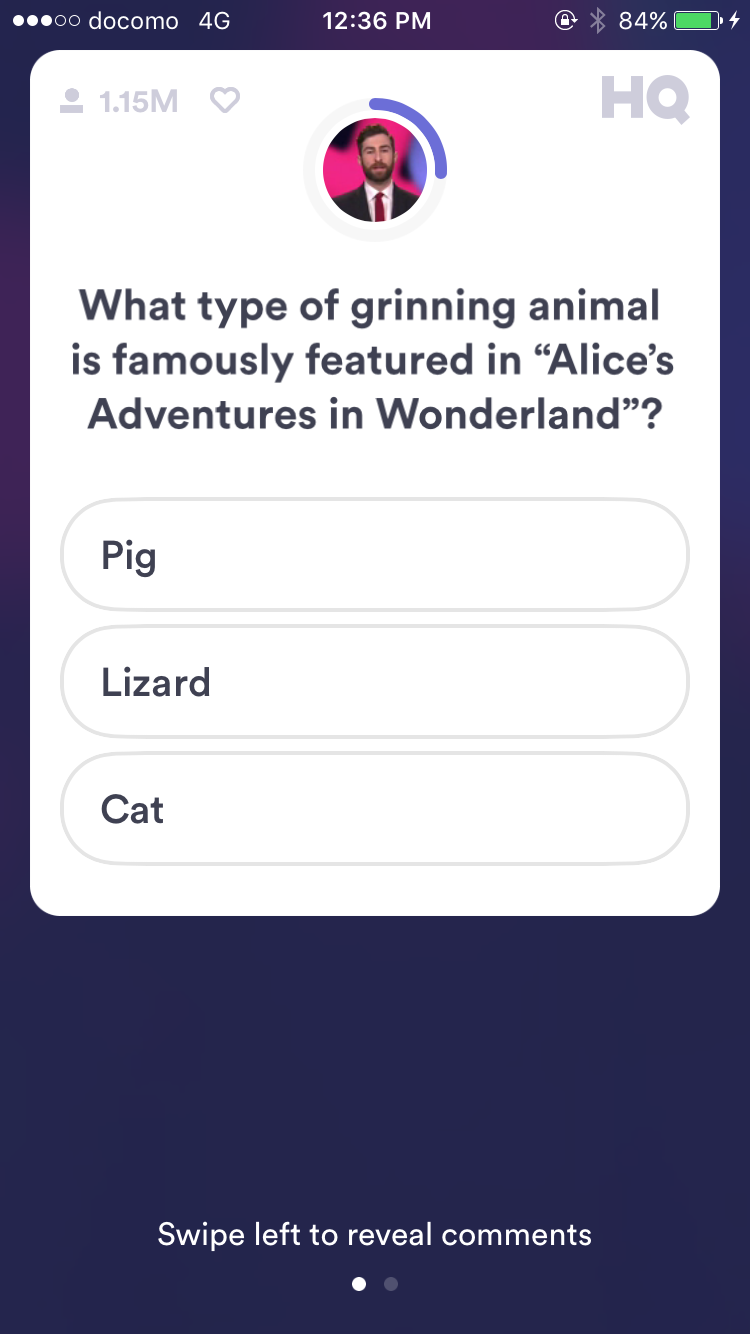 docomo 4G 12:36 PM 84%
1.15M HQ
What type of grinning animal
is famously featured in “Alice’s
Adventures in Wonderland”?
Pig
Lizard
Cat
Swipe left to reveal comments